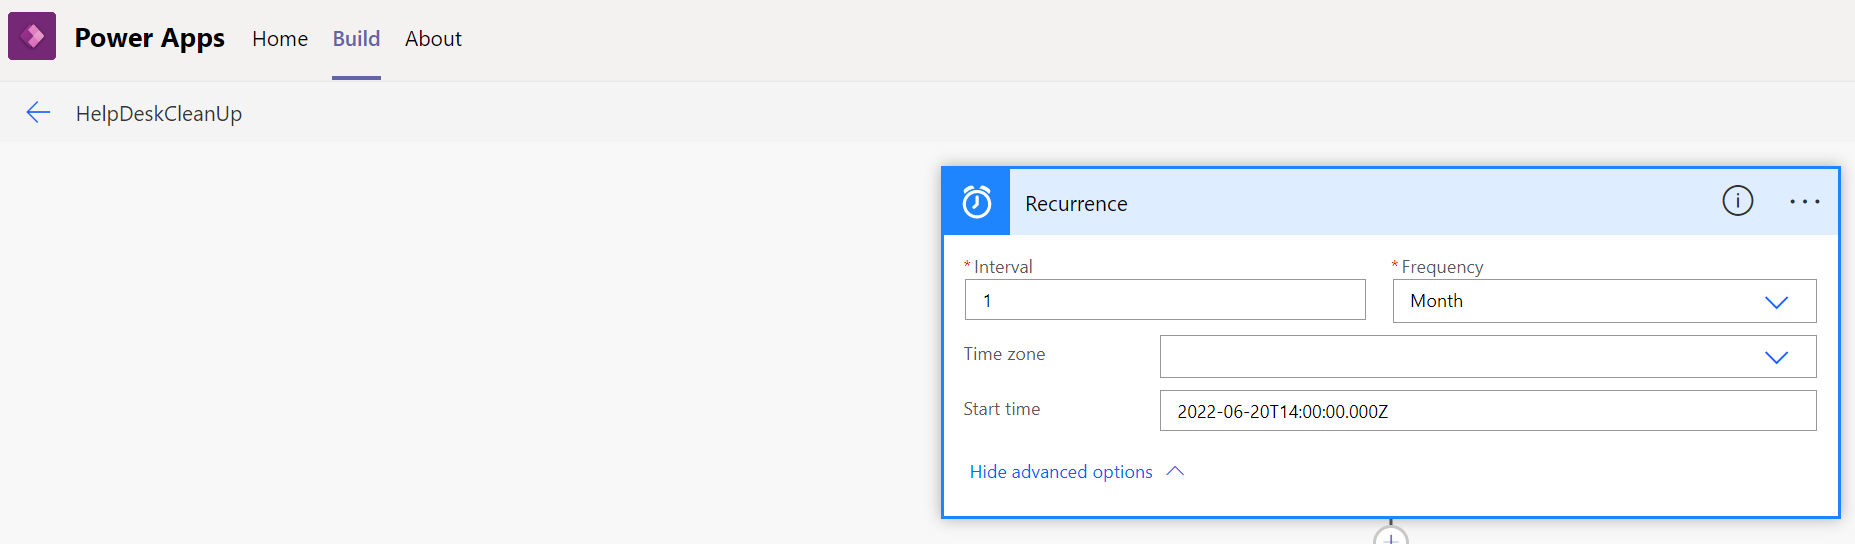 Power Apps Home Build About
HelpDeskCleanUp
Recurrence
* Interval
* Frequency
1
Month
Time zone
Start time
2022-06-20T14:00:00.000Z
Hide advanced options